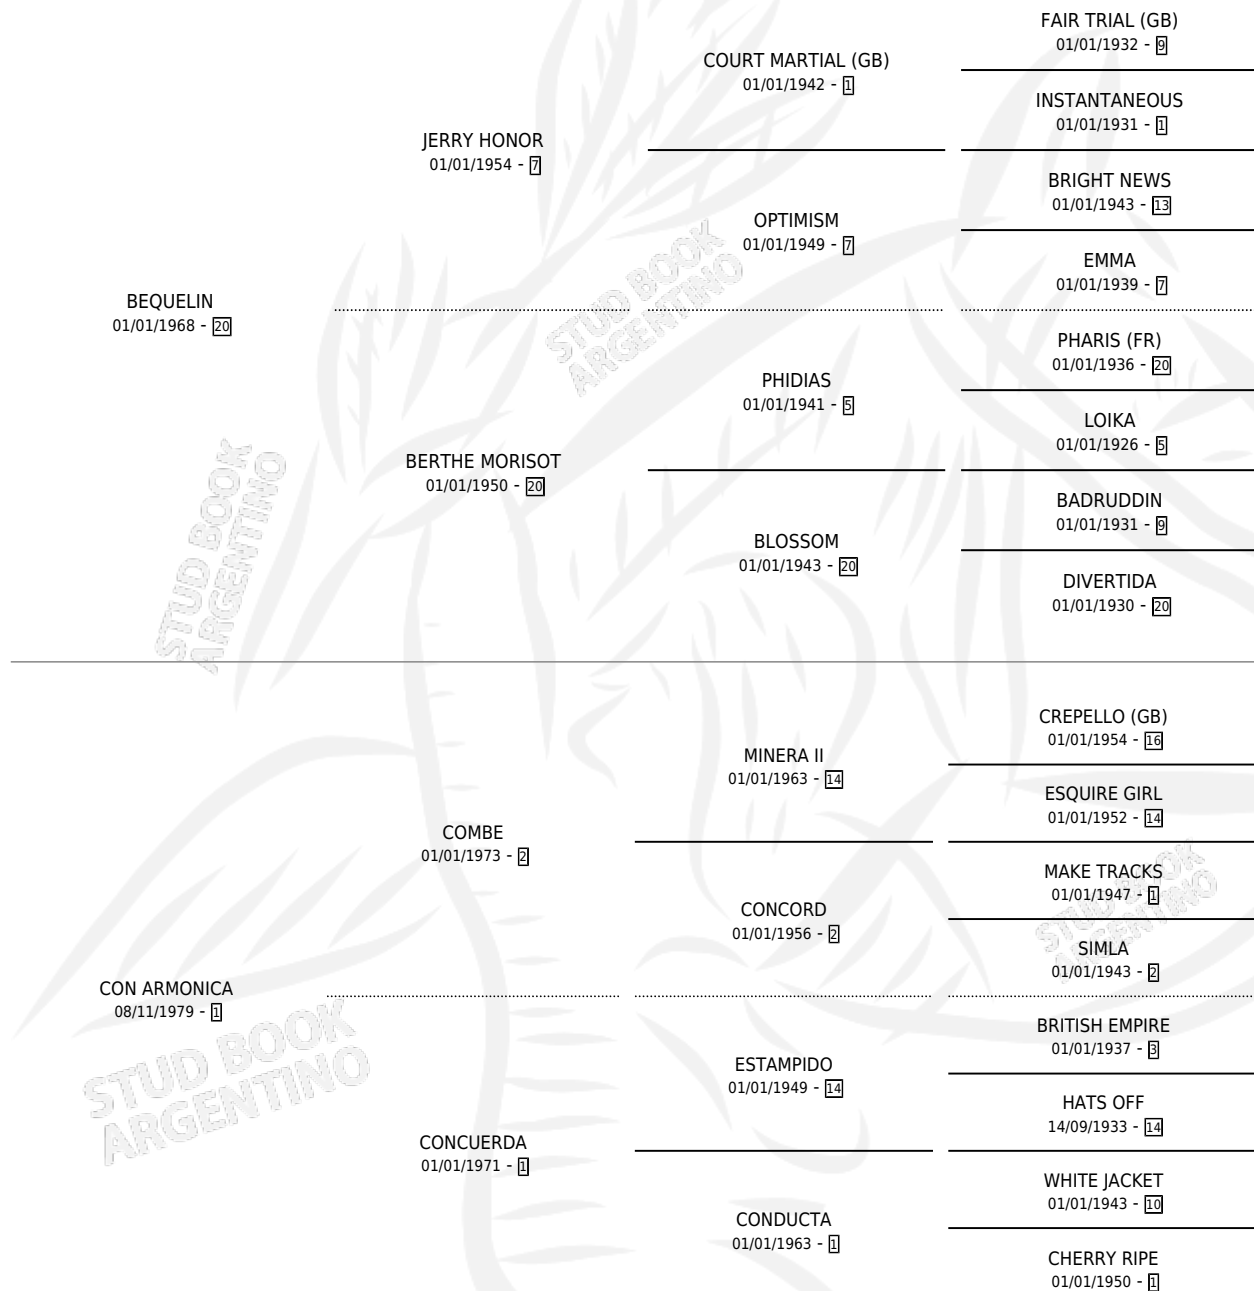 FAIR TRIAL (GB)
01/01/1932 - 9
COURT MARTIAL (GB)
01/01/1942 - 1
INSTANTANEOUS
01/01/1931 - 1
JERRY HONOR
01/01/1954 - 7
BRIGHT NEWS
01/01/1943 - 13
OPTIMISM
01/01/1949 - 7
EMMA
01/01/1939 - 7
BEQUELIN
01/01/1968 - 20
PHARIS (FR)
01/01/1936 - 20
PHIDIAS
01/01/1941 - 5
LOIKA
01/01/1926 - 5
BERTHE MORISOT
01/01/1950 - 20
BADRUDDIN
01/01/1931 - 9
BLOSSOM
01/01/1943 - 20
DIVERTIDA
01/01/1930 - 20
CREPELLO (GB)
01/01/1954 - 16
MINERA II
01/01/1963 - 14
ESQUIRE GIRL
01/01/1952 - 14
COMBE
01/01/1973 - 2
MAKE TRACKS
01/01/1947 - 1
CONCORD
01/01/1956 - 2
SIMLA
01/01/1943 - 2
CON ARMONICA
08/11/1979 - 1
BRITISH EMPIRE
01/01/1937 - 3
ESTAMPIDO
01/01/1949 - 14
HATS OFF
14/09/1933 - 14
CONCUERDA
01/01/1971 - 1
WHITE JACKET
01/01/1943 - 10
CONDUCTA
01/01/1963 - 1
CHERRY RIPE
01/01/1950 - 1
STUD BOOK
ARGENTINO
STUD BOOK
ARGENTINO
STUD BOOK
ARGENTINO
STUD BOOK
ARGENTINO